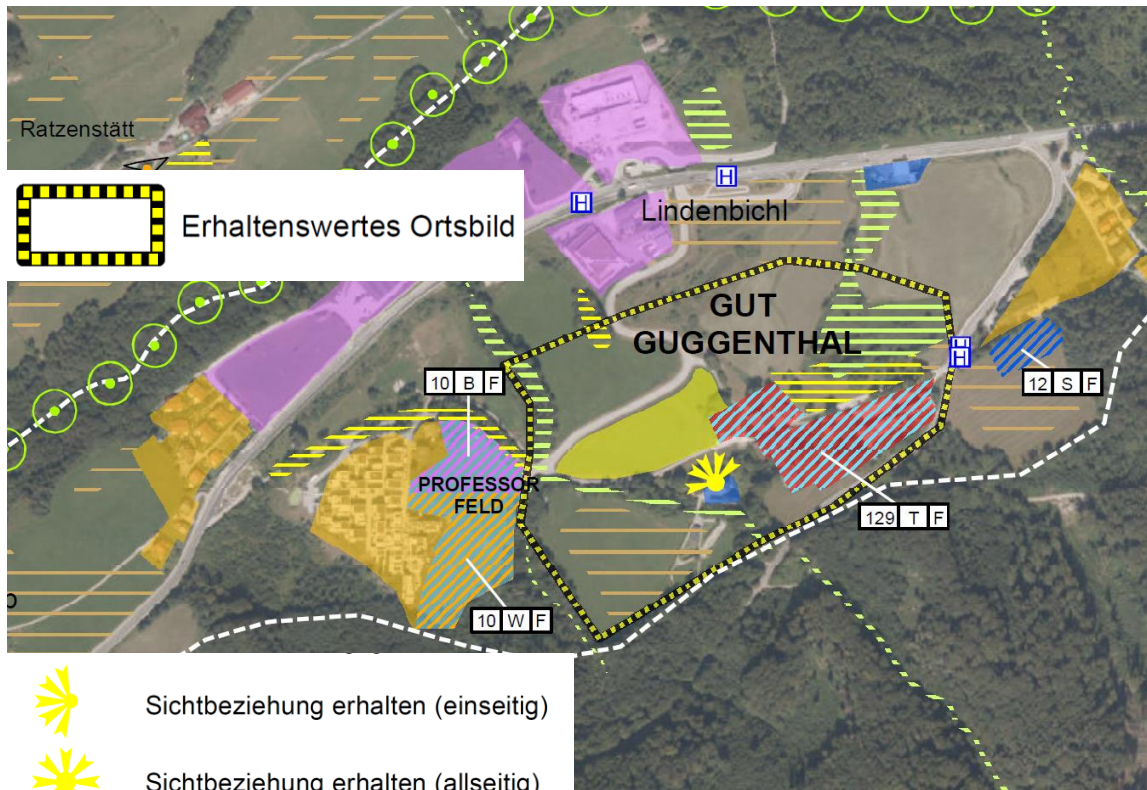 Ratzenstätt
Erhaltenswertes Ortsbild
H
H
Lindenbichl
GUT
GUGGENTHAL
H
H
10 B F
12 S F
PROFESSOR
FELD
129 T F
10 W F
Sichtbeziehung erhalten (einseitig)
Sichtbeziehung erhalten (allseitig)